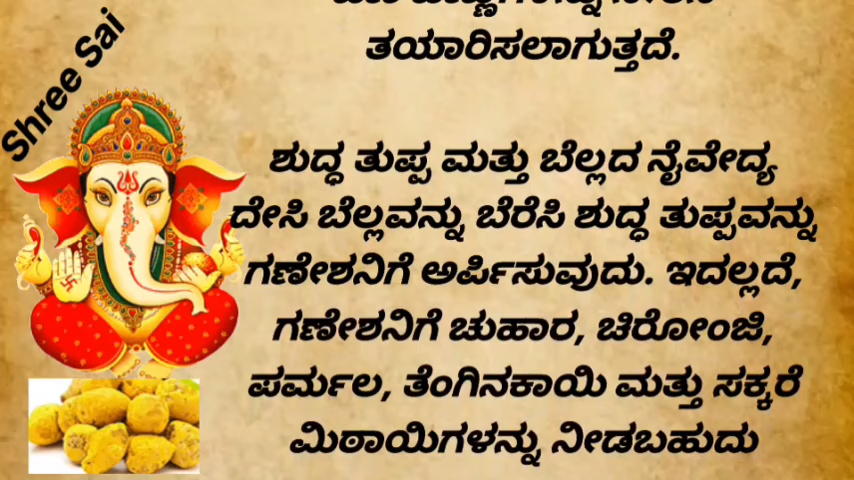 Shree Sai
ತಯಾರಿಸಲಾಗುತ್ತದೆ.
ಶುದ್ಧ ತುಪ್ಪ ಮತ್ತು ಬೆಲ್ಲದ ನೈವೇದ್ಯ
ದೇಸಿ ಬೆಲ್ಲವನ್ನು ಬೆರೆಸಿ ಶುದ್ಧ ತುಪ್ಪವನ್ನು
ಗಣೇಶನಿಗೆ ಅರ್ಪಿಸುವುದು. ಇದಲ್ಲದೆ,
ಗಣೇಶನಿಗೆ ಚುಹಾರ, ಚಿರೋಂಜಿ,
ಪರ್ಮಲ, ತೆಂಗಿನಕಾಯಿ ಮತ್ತು ಸಕ್ಕರೆ
ಮಿಠಾಯಿಗಳನ್ನು ನೀಡಬಹುದು